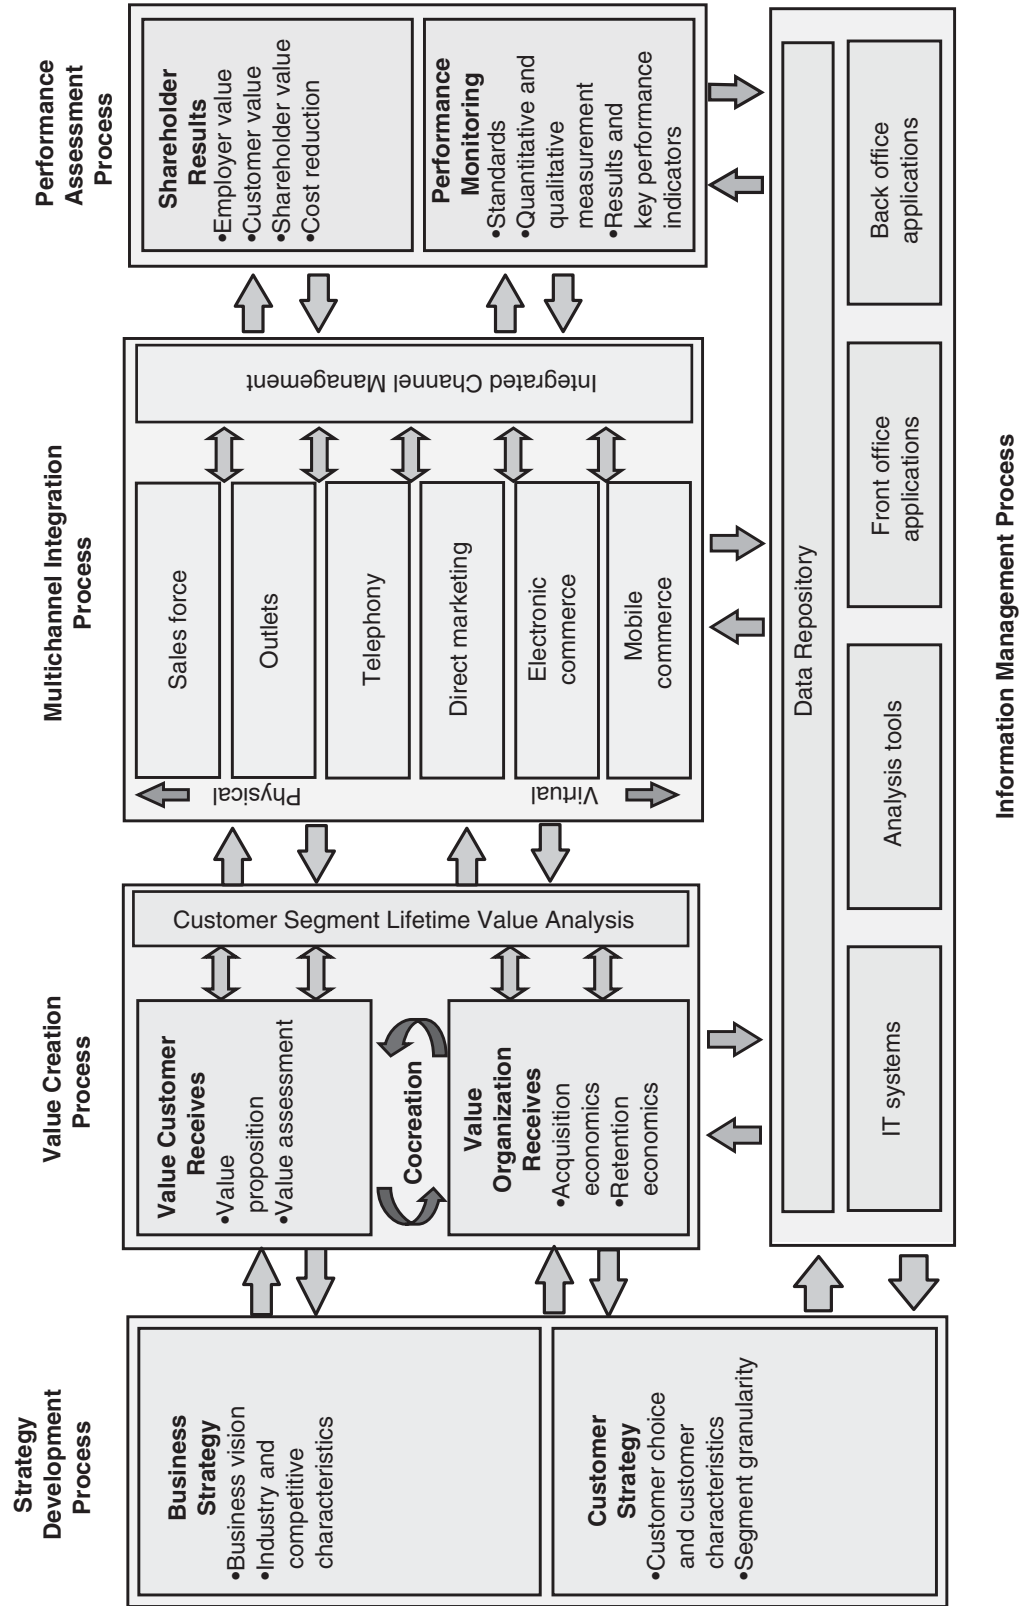 Strategy
Development
Process
Business
Strategy
•Business vision
•Industry and
competitive
characteristics
Customer
Strategy
•Customer choice
and customer
characteristics
•Segment granularity
Value Creation
Process
Value Customer
Receives
•Value
proposition
•Value assessment
Cocreation
Value
Organization
Receives
•Acquisition
economics
•Retention
economics
Customer Segment Lifetime Value Analysis
Multichannel Integration
Process
Physical
Virtual
Sales force
Outlets
Telephony
Direct marketing
Electronic
commerce
Mobile
commerce
Integrated Channel Management
Performance
Assessment
Process
Shareholder
Results
•Employer value
•Customer value
•Shareholder value
•Cost reduction
Performance
Monitoring
•Standards
•Quantitative and
qualitative
measurement
•Results and
key performance
indicators
Data Repository
IT systems
Analysis tools
Front office
applications
Back office
applications
Information Management Process